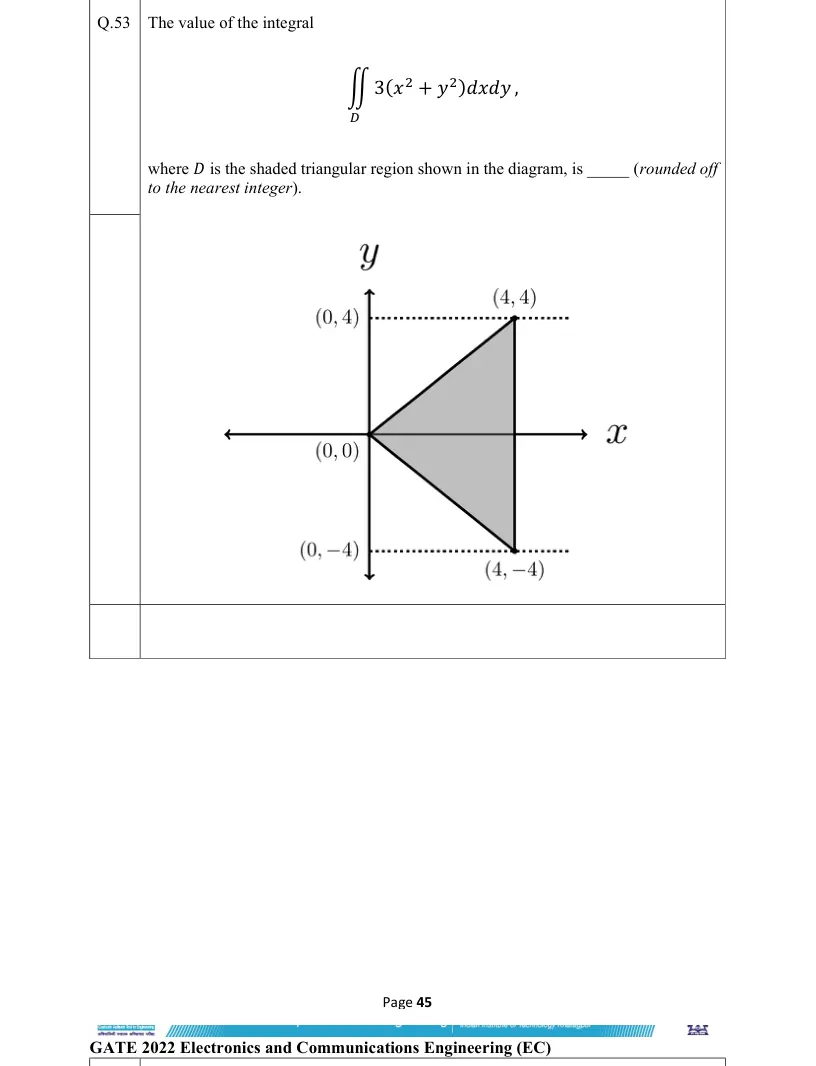 Q.53 The value of the integral
∬ 3(x² + y²)dxdy ,
D
where D is the shaded triangular region shown in the diagram, is _____ (rounded off
to the nearest integer).
y
(4, 4)
(0, 4)
x
(0, 0)
(0, −4)
(4, −4)
Page 45
GATE 2022 Electronics and Communications Engineering (EC)